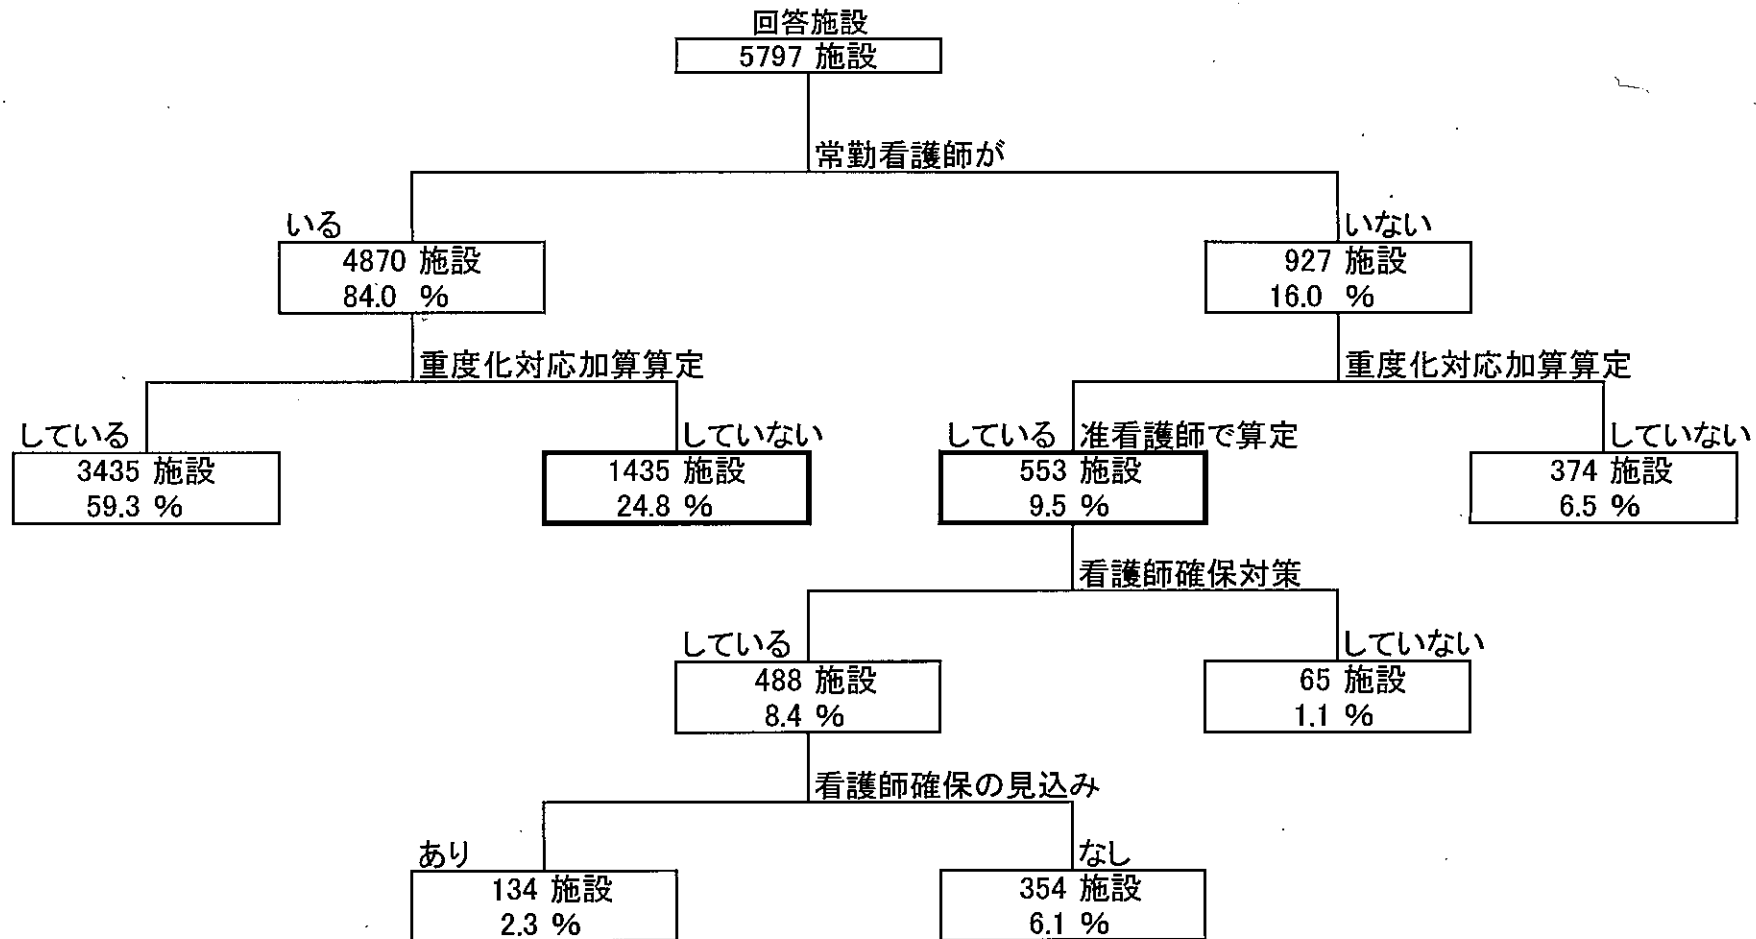 回答施設
5797 施設
常勤看護師が
いる
いない
4870 施設
927 施設
84.0 %
16.0 %
重度化対応加算算定
重度化対応加算算定
している
していない
している 准看護師で算定
していない
3435 施設
1435 施設
553 施設
374 施設
59.3 %
24.8 %
9.5 %
6.5 %
看護師確保対策
している
していない
488 施設
65 施設
8.4 %
1.1 %
看護師確保の見込み
あり
なし
134 施設
354 施設
2.3 %
6.1 %